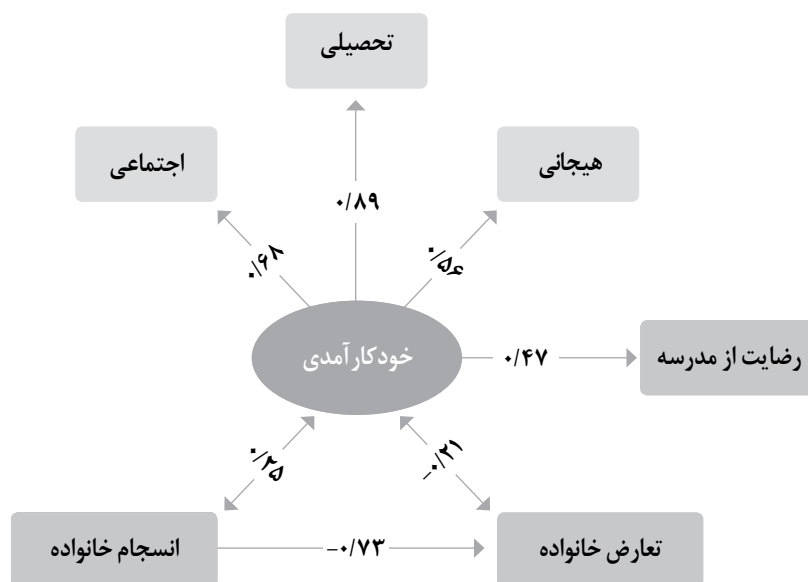 تحصیلی
اجتماعی
هیجانی
۰/۸۹
۰/۶۸
۰/۵۶
خودکارآمدی
۰/۴۷
رضایت از مدرسه
۰/۲۵
-۰/۲۱
انسجام خانواده
-۰/۷۳
تعارض خانواده